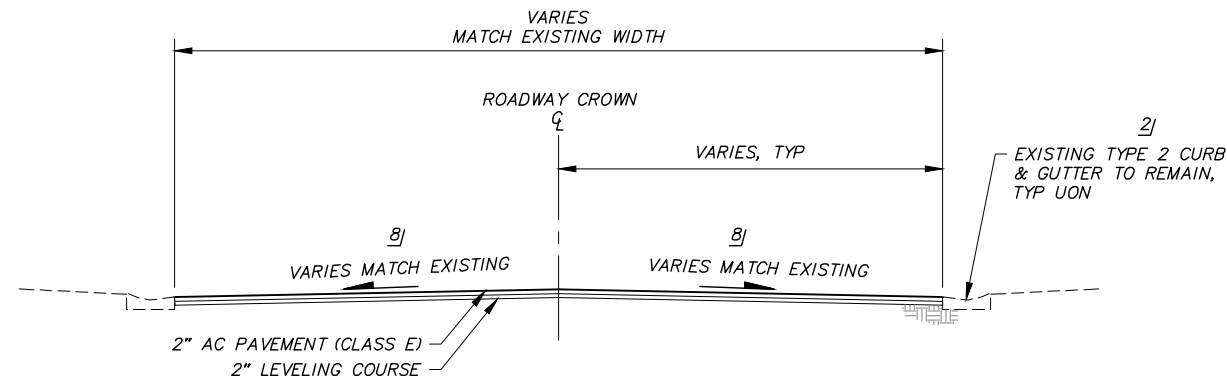 VARIES
MATCH EXISTING WIDTH
ROADWAY CROWN
℄
2/
VARIES, TYP
EXISTING TYPE 2 CURB
& GUTTER TO REMAIN,
TYP UON
8/
8/
VARIES MATCH EXISTING
VARIES MATCH EXISTING
2" AC PAVEMENT (CLASS E)
2" LEVELING COURSE